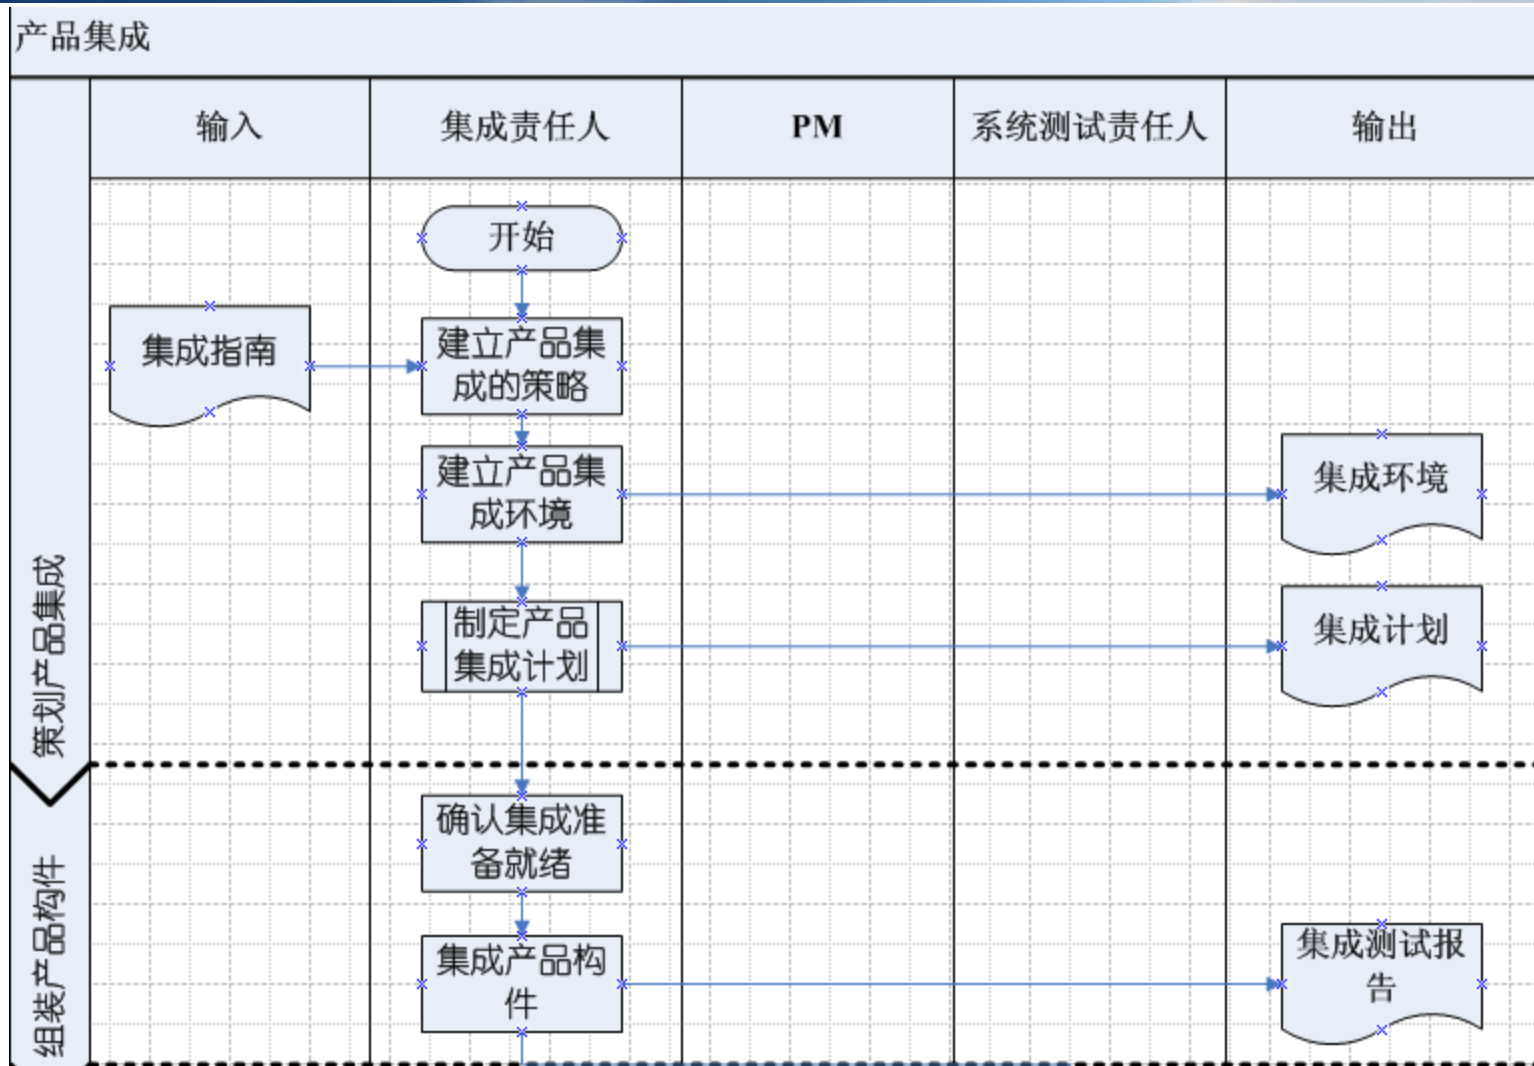 产品集成
输入
集成责任人
PM
系统测试责任人
输出
开始
集成指南
建立产品集
成的策略
建立产品集
成环境
集成环境
制定产品
集成计划
集成计划
策划产品集成
确认集成准
备就绪
集成产品构
件
集成测试报
告
组装产品构件